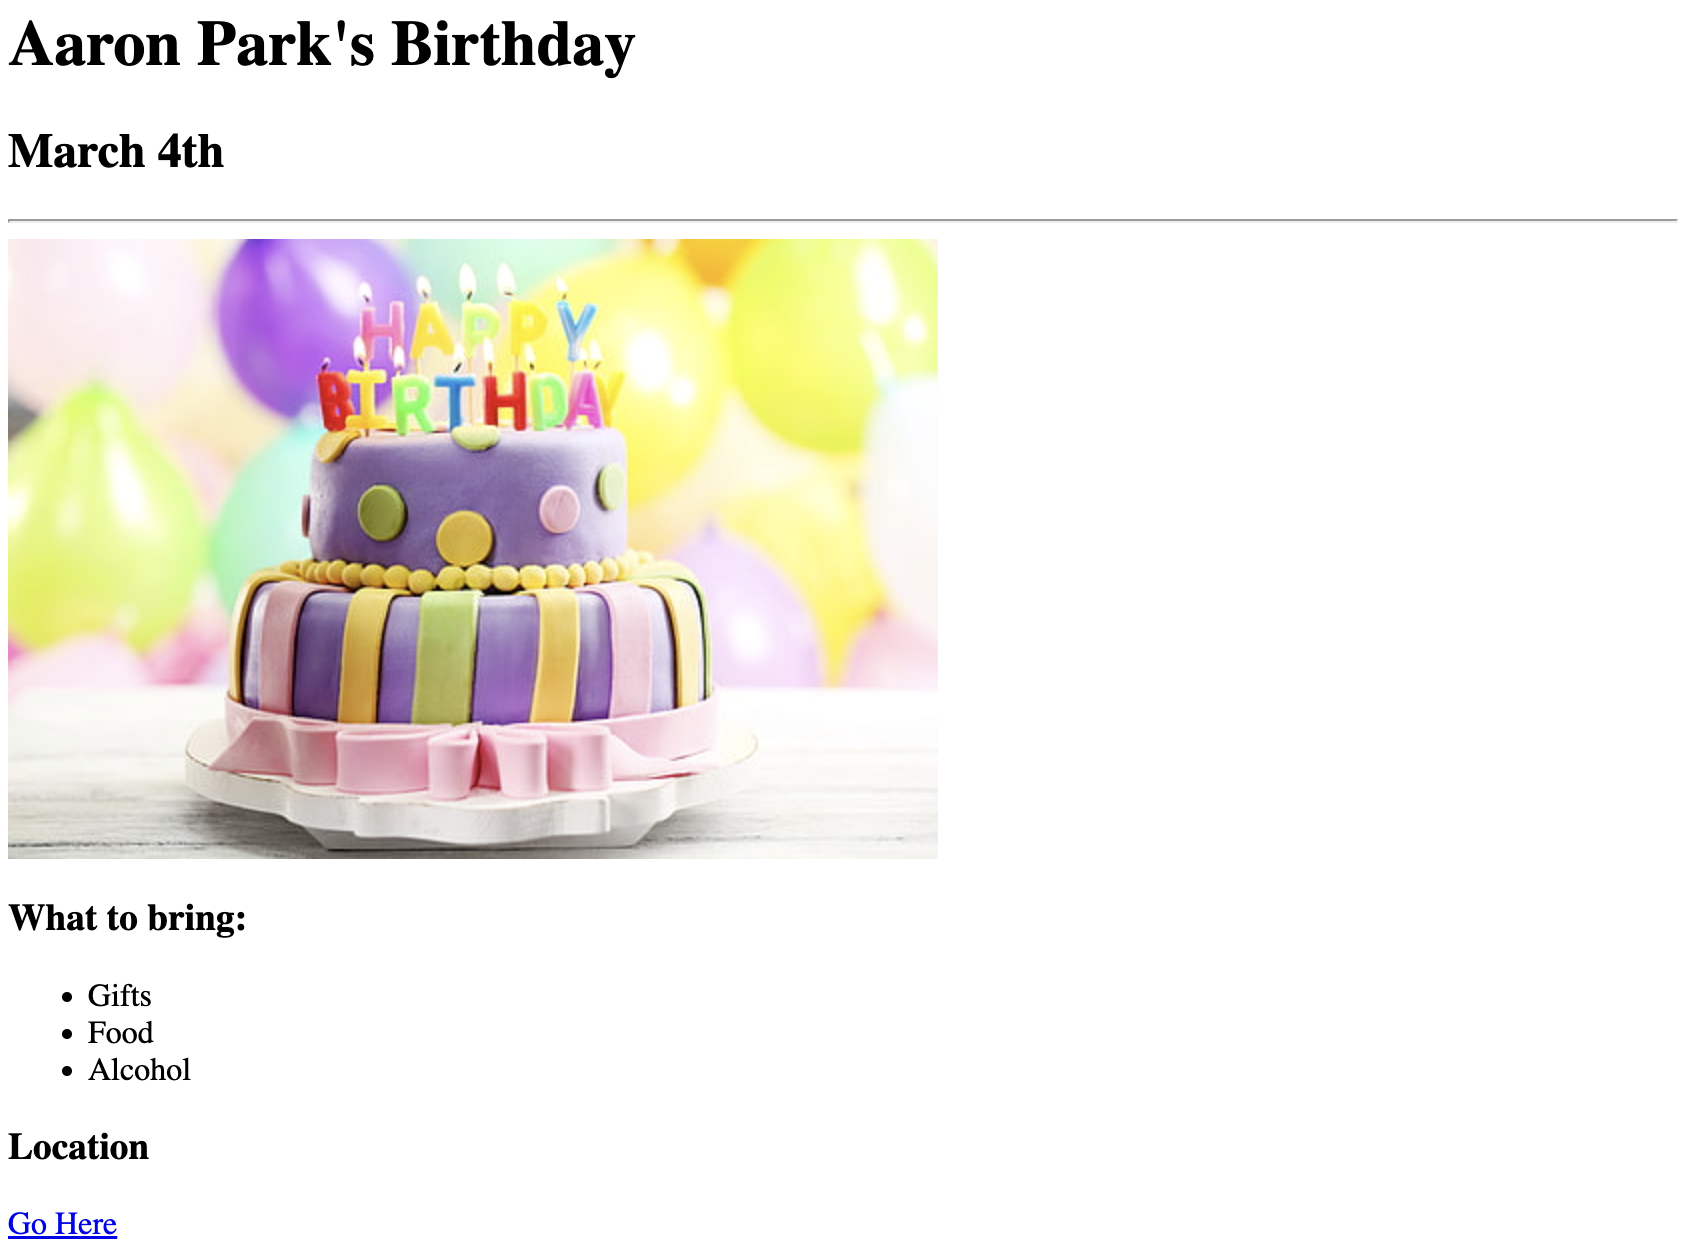 Aaron Park's Birthday
March 4th
HAPPY
BIRTHDAY
What to bring:
Gifts
Food
Alcohol
Location
Go Here